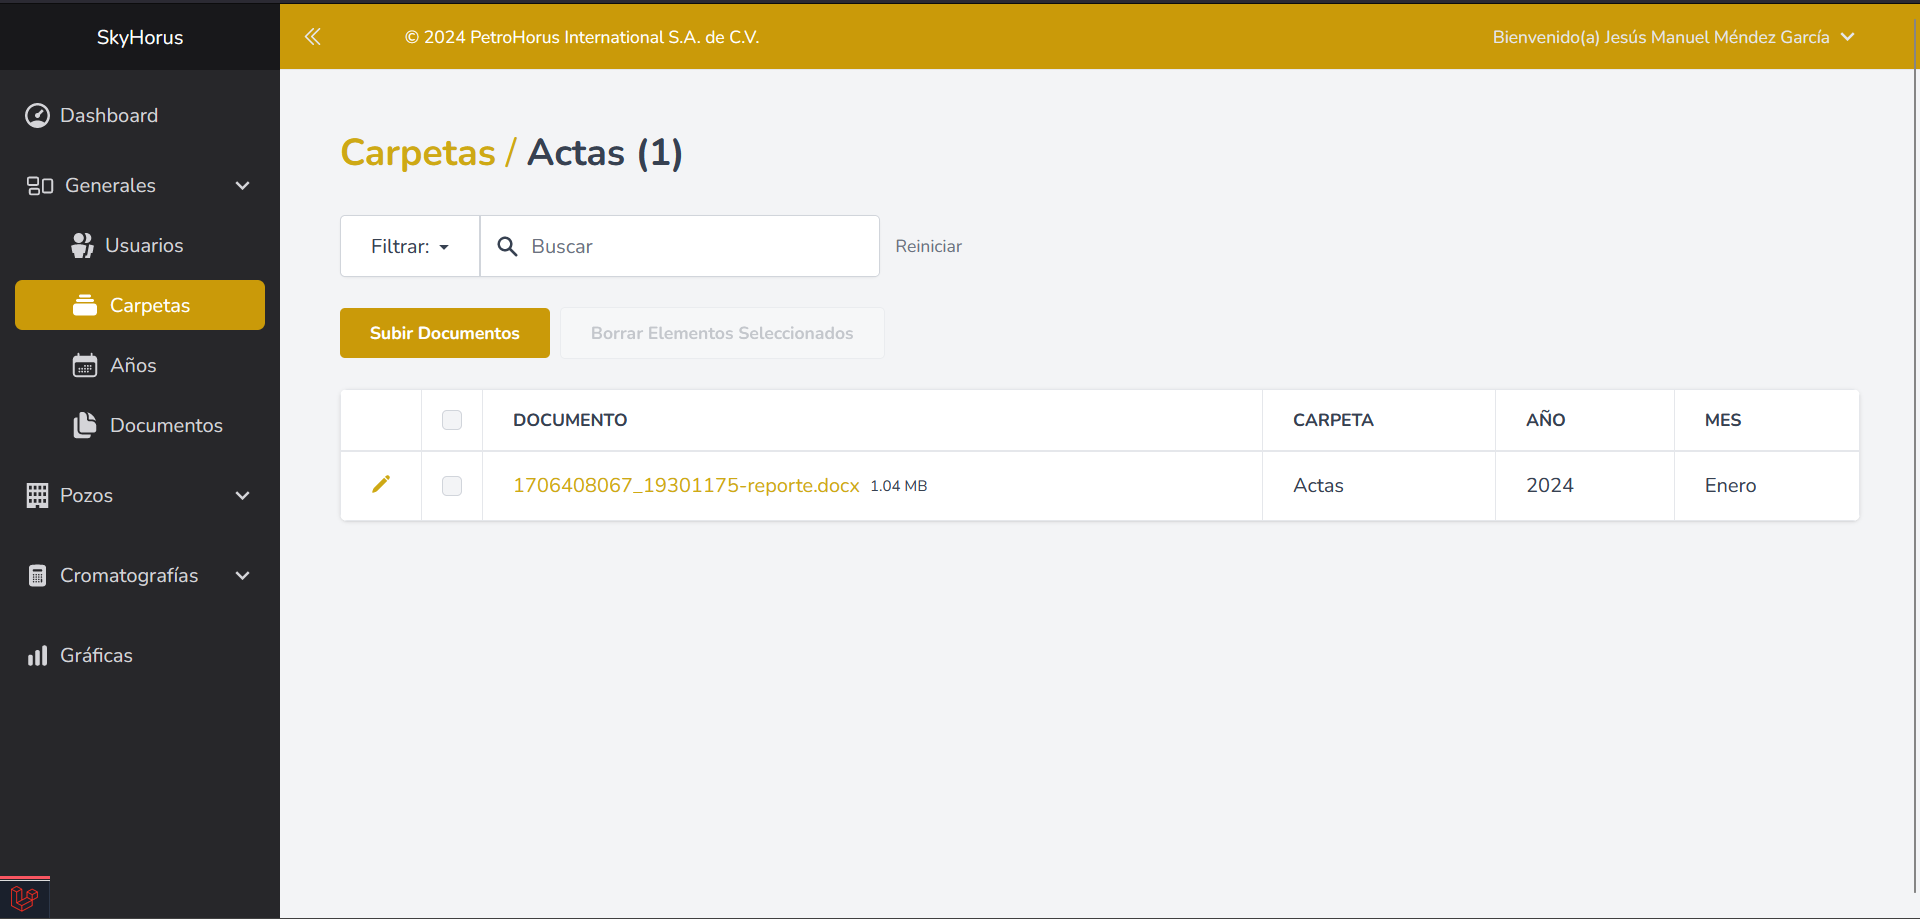 SkyHorus
© 2024 PetroHorus International S.A. de C.V.
Bienvenido(a) Jesús Manuel Méndez García
Dashboard
Generales
Usuarios
Carpetas
Años
Documentos
Pozos
Cromatografías
Gráficas
Carpetas / Actas (1)
Filtrar:
Buscar
Reiniciar
Subir Documentos
Borrar Elementos Seleccionados
DOCUMENTO CARPETA AÑO MES
1706408067_19301175-reporte.docx 1.04 MB Actas 2024 Enero